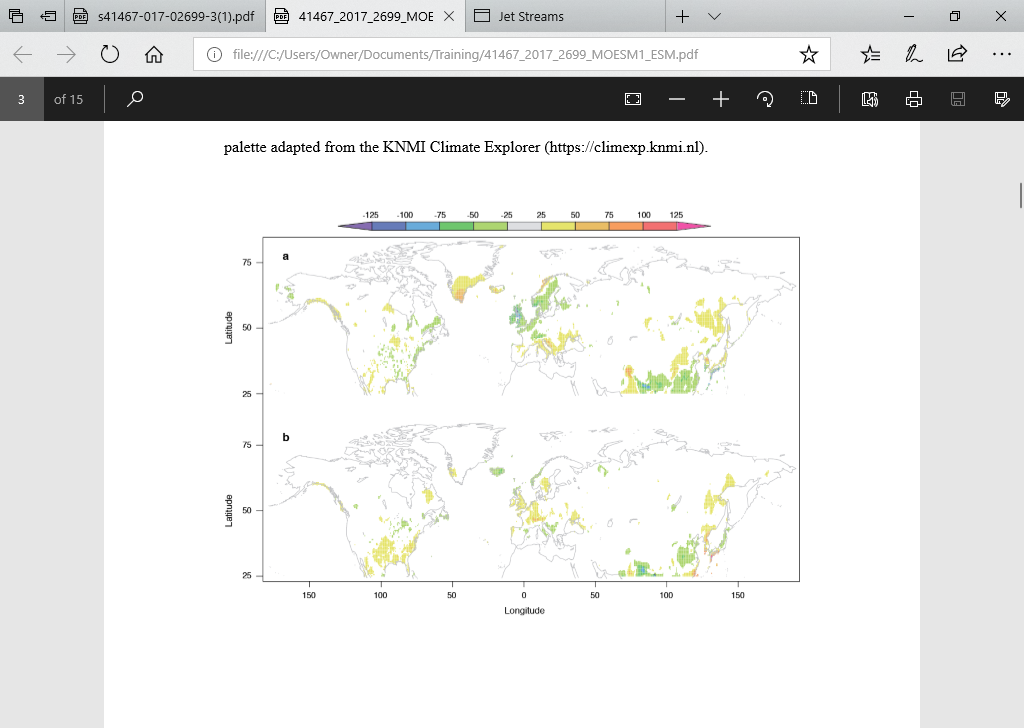 s41467-017-02699-3(1).pdf
41467_2017_2699_MOE
Jet Streams
file:///C:/Users/Owner/Documents/Training/41467_2017_2699_MOESM1_ESM.pdf
3 of 15
palette adapted from the KNMI Climate Explorer (https://climexp.knmi.nl).
-125 -100 -75 -50 -25 25 50 75 100 125
a
75
50
25
Latitude
b
75
50
25
Latitude
150 100 50 0 50 100 150
Longitude